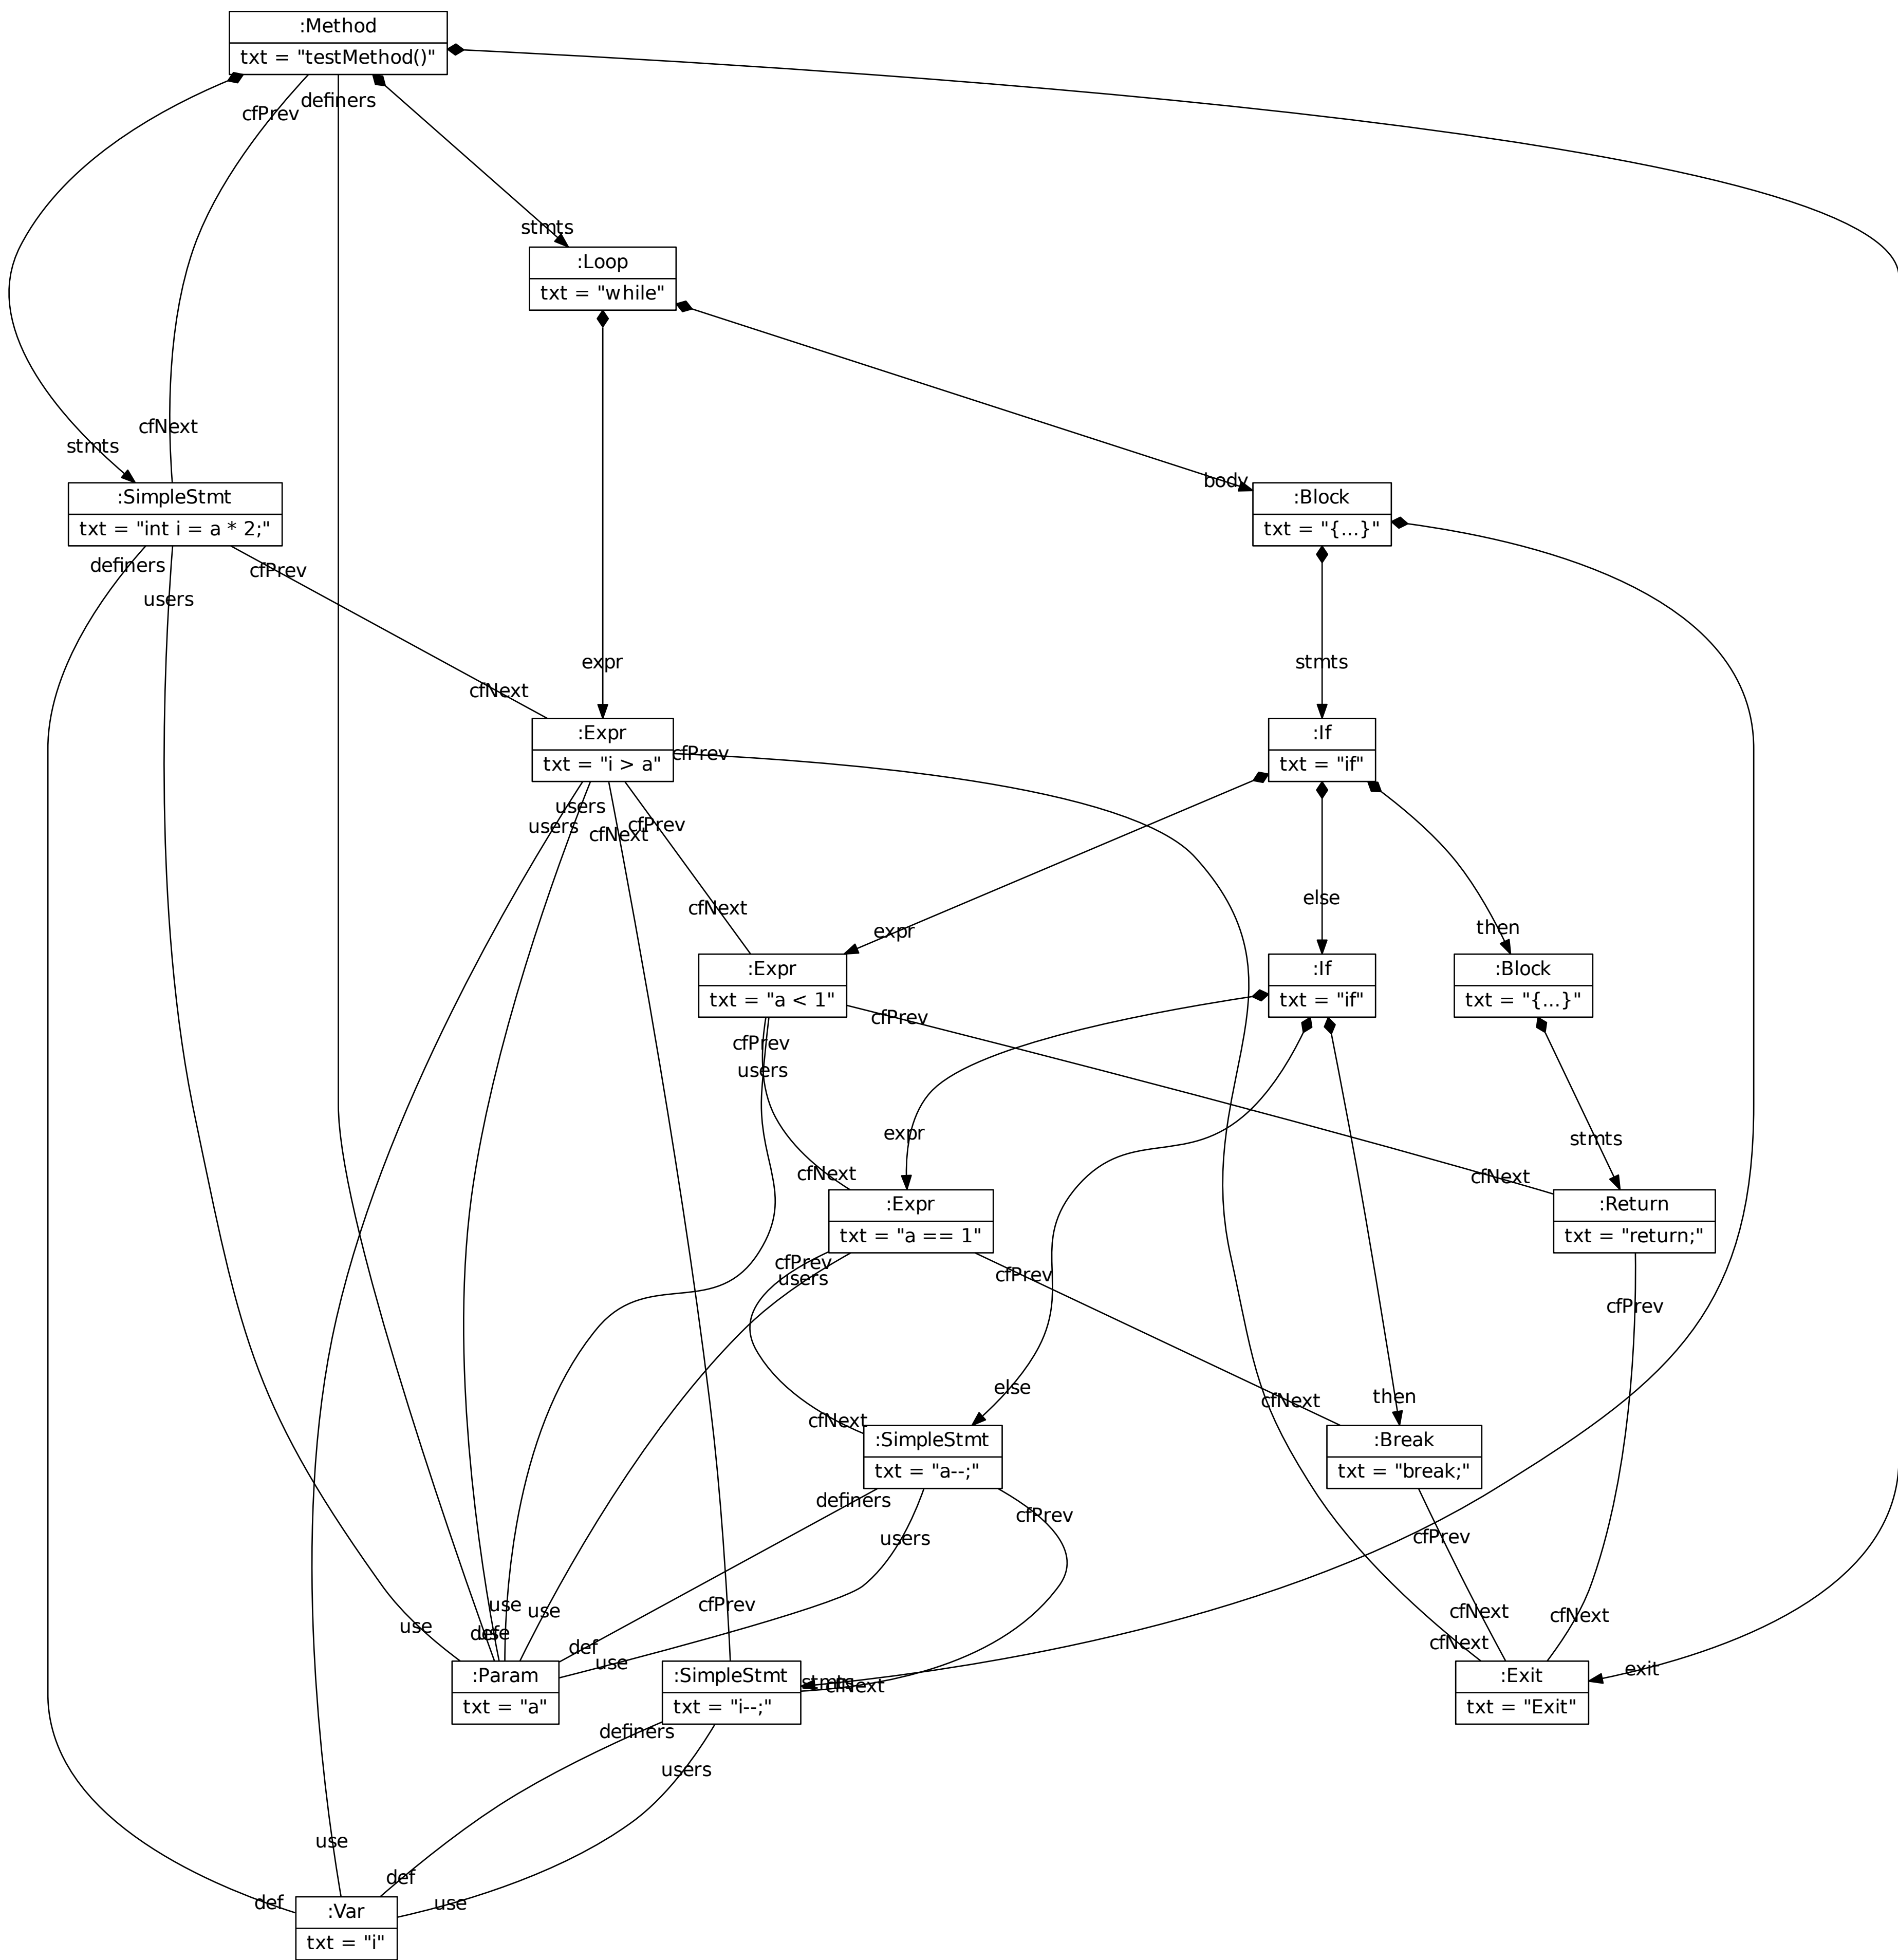 :Method
txt = "testMethod()"
definers
cfPrev
stmts
:Loop
txt = "while"
cfNext
stmts
body
:SimpleStmt
txt = "int i = a * 2;"
:Block
txt = "{...}"
definers
cfPrev
users
expr
stmts
cfNext
:Expr
txt = "i > a"
cfPrev
:If
txt = "if"
users
users
cfPrev
cfNext
else
cfNext
then
expr
:Expr
txt = "a < 1"
:If
txt = "if"
:Block
txt = "{...}"
cfPrev
cfPrev
users
expr
stmts
cfNext
cfNext
:Expr
txt = "a == 1"
:Return
txt = "return;"
cfPrev
users
cfPrev
cfPrev
else
then
cfNext
cfNext
:SimpleStmt
txt = "a--;"
:Break
txt = "break;"
definers
cfPrev
users
cfPrev
use
cfPrev
use
cfNext
cfNext
use
def
use
def
cfNext
use
exit
:Param
txt = "a"
:SimpleStmt
txt = "i--;"
stmts
cfNext
:Exit
txt = "Exit"
definers
users
use
def
def
use
:Var
txt = "i"